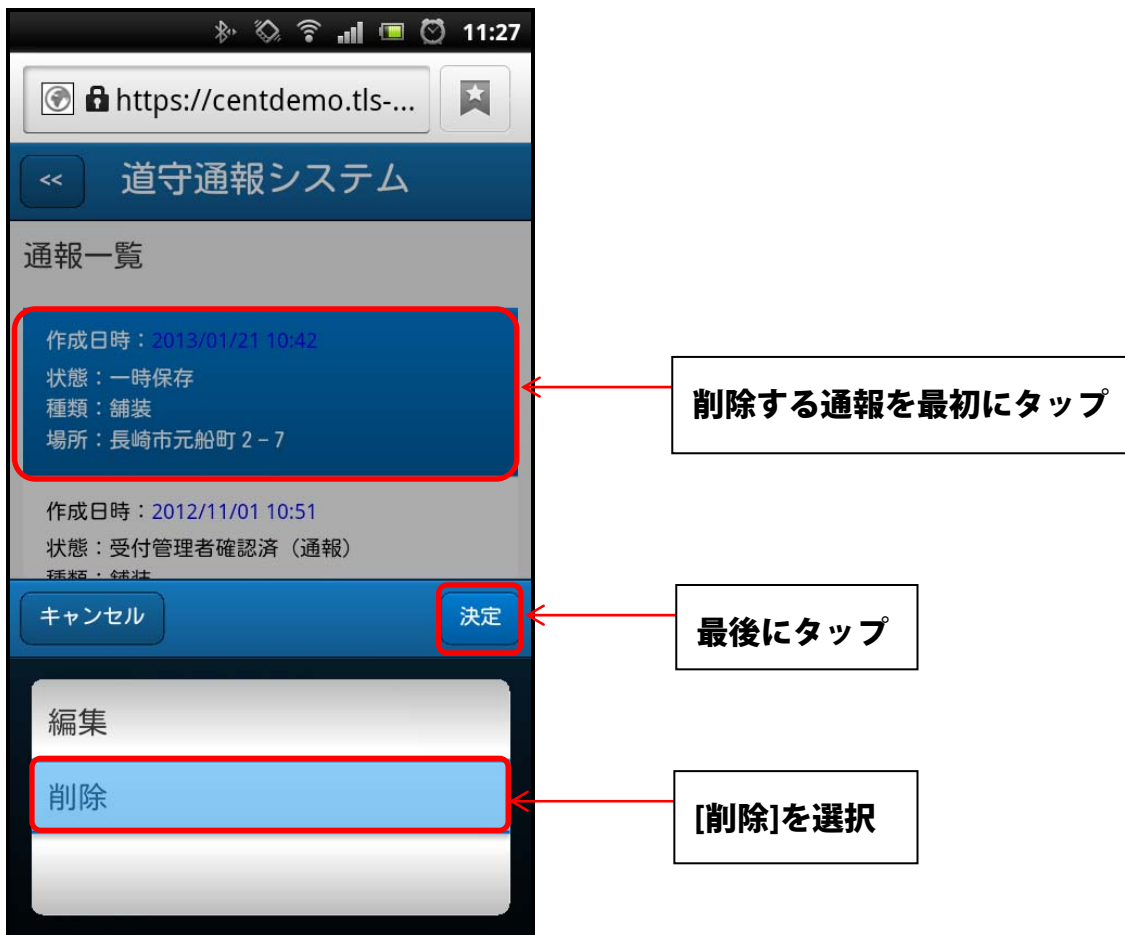 11:27
https://centdemo.tls-...
<< 道守通報システム
通報一覧
作成日時：2013/01/21 10:42
状態：一時保存
種類：舗装
場所：長崎市元船町２－７
削除する通報を最初にタップ
作成日時：2012/11/01 10:51
状態：受付管理者確認済（通報）
種類：舗装
キャンセル 決定
最後にタップ
編集
削除
[削除]を選択